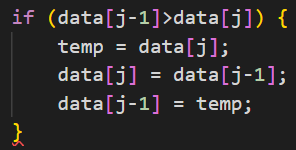 if (data[j-1]>data[j]) {
    temp = data[j];
    data[j] = data[j-1];
    data[j-1] = temp;
}